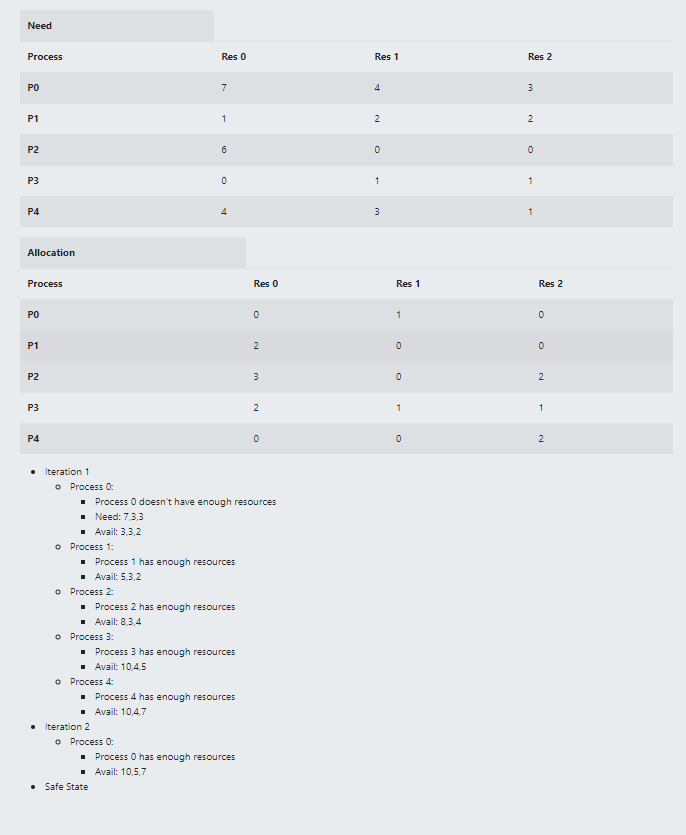 Need
Process Res 0 Res 1 Res 2
P0 7 4 3
P1 1 2 2
P2 6 0 0
P3 0 1 1
P4 4 3 1
Allocation
Process Res 0 Res 1 Res 2
P0 0 1 0
P1 2 0 0
P2 3 0 2
P3 2 1 1
P4 0 0 2
Iteration 1
Process 0:
Process 0 doesn't have enough resources
Need: 7,3,3
Avail: 3,3,2
Process 1:
Process 1 has enough resources
Avail: 5,3,2
Process 2:
Process 2 has enough resources
Avail: 8,3,4
Process 3:
Process 3 has enough resources
Avail: 10,4,5
Process 4:
Process 4 has enough resources
Avail: 10,4,7
Iteration 2
Process 0:
Process 0 has enough resources
Avail: 10,5,7
Safe State